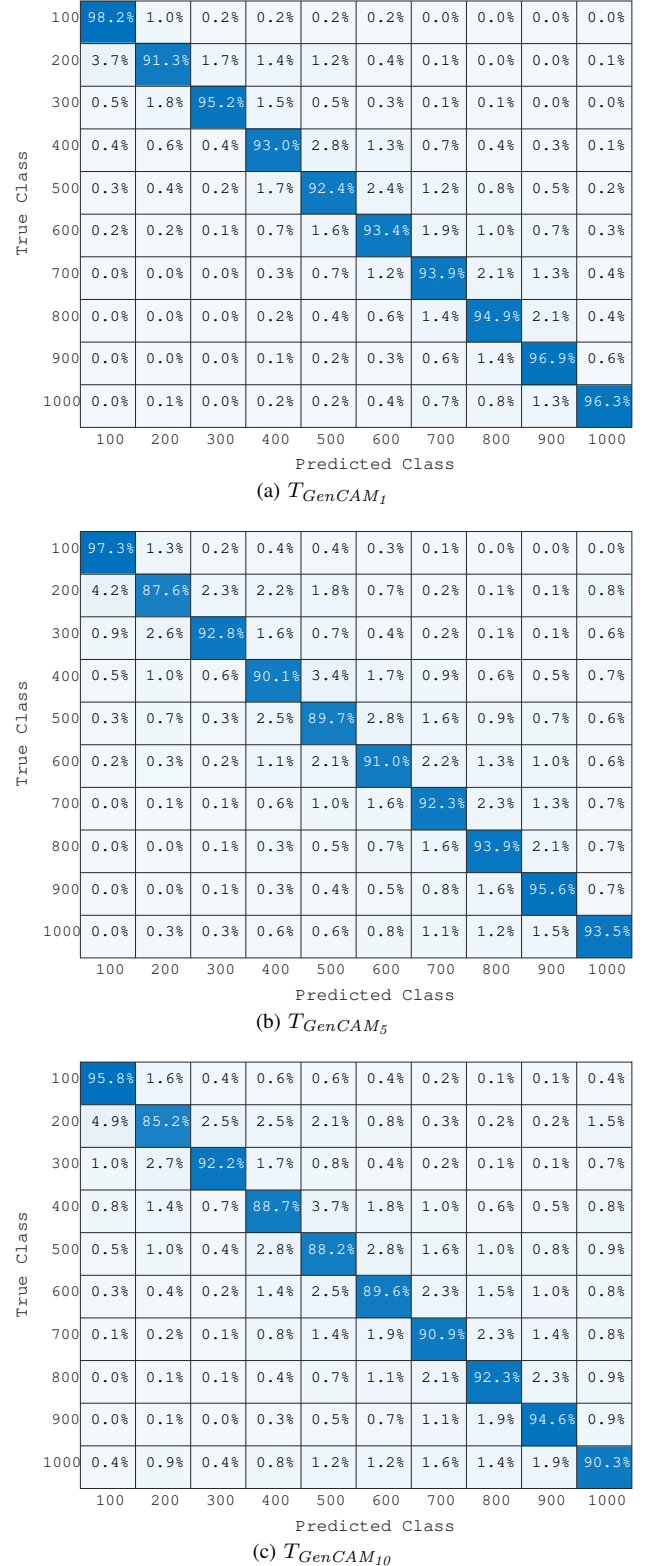 100 98.2% 1.0% 0.2% 0.2% 0.2% 0.1% 0.0% 0.0% 0.0% 0.0%
200 3.7% 91.3% 1.7% 1.4% 1.2% 0.4% 0.1% 0.0% 0.0% 0.1%
300 0.5% 1.8% 95.2% 1.5% 0.5% 0.3% 0.1% 0.1% 0.0% 0.0%
400 0.4% 0.6% 0.4% 93.0% 2.8% 1.3% 0.7% 0.4% 0.3% 0.1%
500 0.3% 0.4% 0.2% 1.7% 92.4% 2.4% 1.2% 0.8% 0.5% 0.2%
600 0.2% 0.2% 0.1% 0.7% 1.6% 93.4% 1.9% 1.0% 0.7% 0.3%
700 0.0% 0.0% 0.0% 0.3% 0.7% 1.2% 93.9% 2.1% 1.3% 0.4%
800 0.0% 0.0% 0.0% 0.2% 0.4% 0.6% 1.4% 94.9% 2.1% 0.4%
900 0.0% 0.0% 0.0% 0.1% 0.2% 0.3% 0.6% 1.4% 96.9% 0.6%
1000 0.0% 0.1% 0.0% 0.2% 0.2% 0.4% 0.7% 0.8% 1.3% 96.3%
True Class
100 200 300 400 500 600 700 800 900 1000
Predicted Class
(a) T_GenCAM_1
100 97.3% 1.3% 0.2% 0.4% 0.4% 0.3% 0.1% 0.0% 0.0% 0.0%
200 4.2% 87.6% 2.3% 2.2% 1.8% 0.7% 0.2% 0.1% 0.1% 0.8%
300 0.9% 2.6% 92.8% 1.6% 0.7% 0.4% 0.2% 0.1% 0.1% 0.6%
400 0.5% 1.0% 0.6% 90.1% 3.4% 1.7% 0.9% 0.6% 0.5% 0.7%
500 0.3% 0.7% 0.3% 2.5% 89.7% 2.8% 1.6% 0.9% 0.7% 0.6%
600 0.2% 0.3% 0.2% 1.1% 2.1% 91.0% 2.2% 1.3% 1.0% 0.6%
700 0.0% 0.1% 0.1% 0.6% 1.0% 1.6% 92.3% 2.3% 1.3% 0.7%
800 0.0% 0.0% 0.1% 0.3% 0.5% 0.7% 1.6% 93.9% 2.1% 0.7%
900 0.0% 0.0% 0.1% 0.3% 0.4% 0.5% 0.8% 1.6% 95.6% 0.7%
1000 0.0% 0.3% 0.3% 0.6% 0.6% 0.8% 1.1% 1.2% 1.5% 93.5%
True Class
100 200 300 400 500 600 700 800 900 1000
Predicted Class
(b) T_GenCAM_5
100 95.8% 1.6% 0.4% 0.6% 0.6% 0.4% 0.2% 0.1% 0.1% 0.4%
200 4.9% 85.2% 2.5% 2.5% 2.1% 0.8% 0.3% 0.2% 0.2% 1.5%
300 1.0% 2.7% 92.2% 1.7% 0.8% 0.4% 0.2% 0.1% 0.1% 0.7%
400 0.8% 1.4% 0.7% 88.7% 3.7% 1.8% 1.0% 0.6% 0.5% 0.8%
500 0.5% 1.0% 0.4% 2.8% 88.2% 2.8% 1.6% 1.0% 0.8% 0.9%
600 0.3% 0.4% 0.2% 1.4% 2.5% 89.6% 2.3% 1.5% 1.0% 0.8%
700 0.1% 0.2% 0.1% 0.8% 1.4% 1.9% 90.9% 2.3% 1.4% 0.8%
800 0.0% 0.1% 0.1% 0.4% 0.7% 1.1% 2.1% 92.3% 2.3% 0.9%
900 0.0% 0.1% 0.0% 0.3% 0.5% 0.7% 1.1% 1.9% 94.6% 0.9%
1000 0.4% 0.9% 0.4% 0.8% 1.2% 1.2% 1.6% 1.4% 1.9% 90.3%
True Class
100 200 300 400 500 600 700 800 900 1000
Predicted Class
(c) T_GenCAM_10